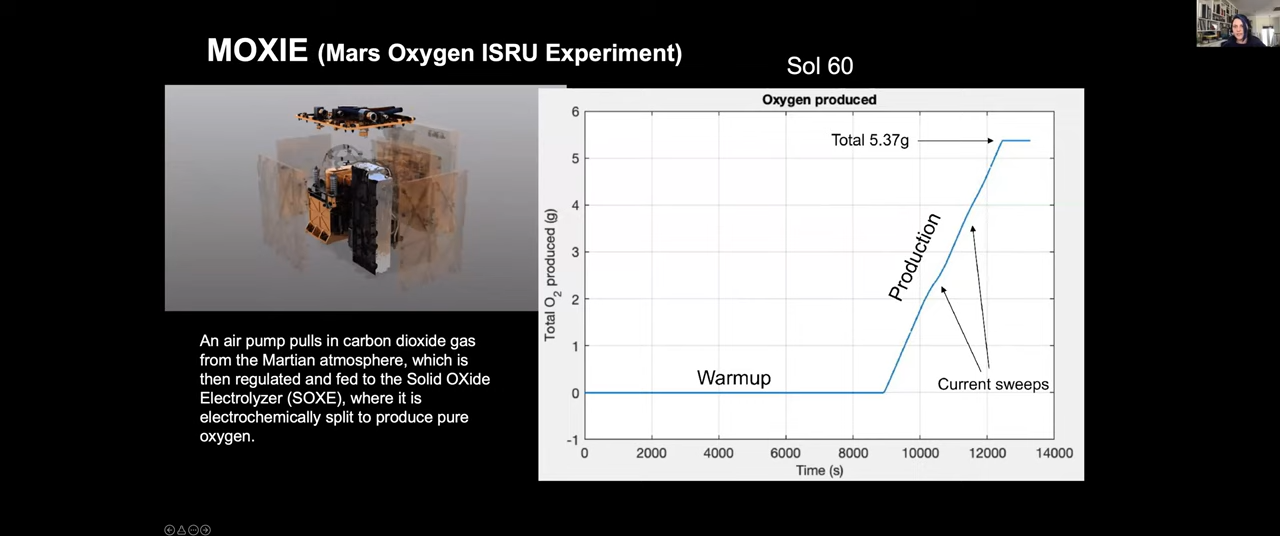 MOXIE (Mars Oxygen ISRU Experiment)
Sol 60
An air pump pulls in carbon dioxide gas
from the Martian atmosphere, which is
then regulated and fed to the Solid OXide
Electrolyzer (SOXE), where it is
electrochemically split to produce pure
oxygen.
Oxygen produced
Total O2 produced (g)
6
5
4
3
2
1
0
-1
Total 5.37g
Production
Warmup
Current sweeps
0 2000 4000 6000 8000 10000 12000 14000
Time (s)